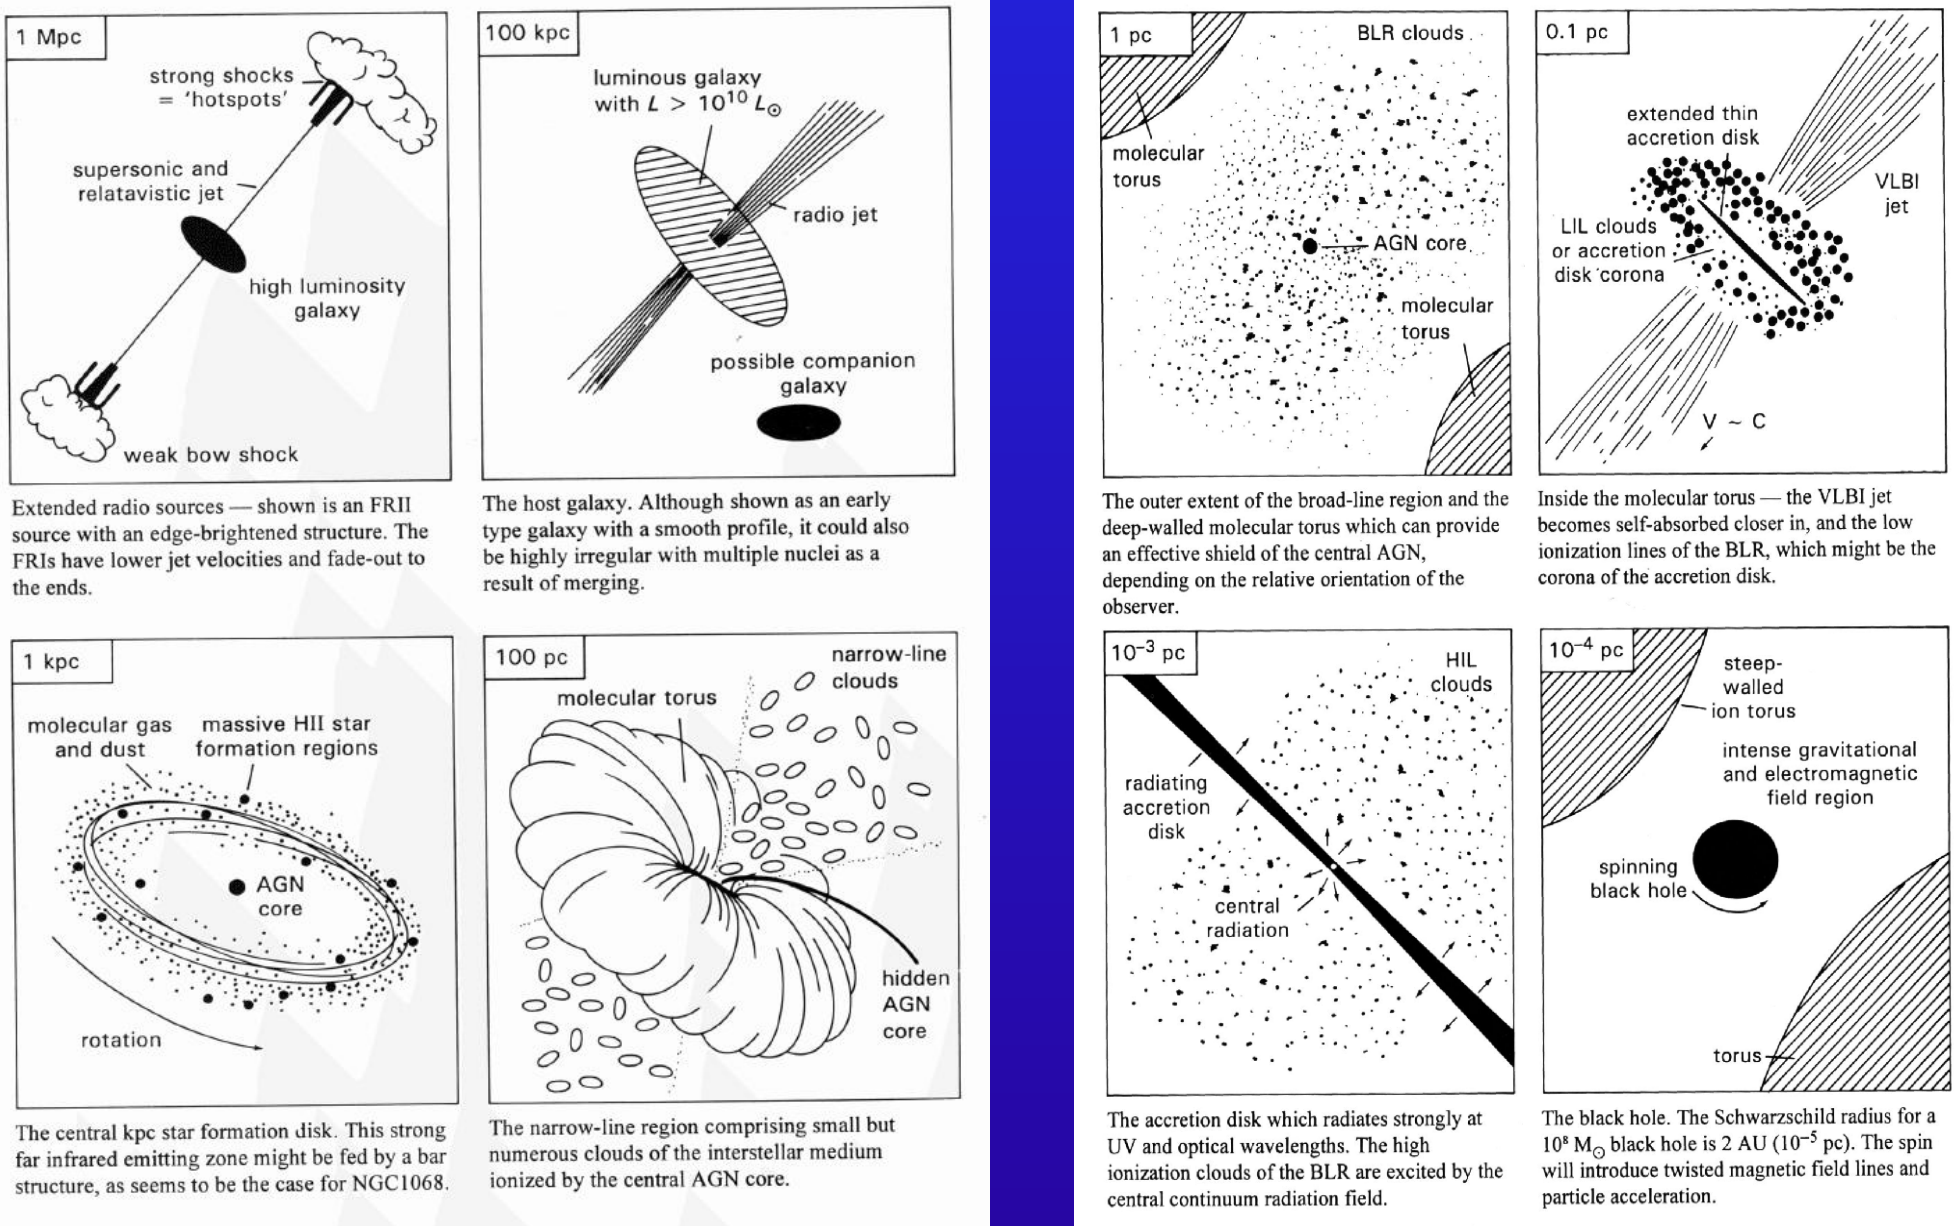 1 Mpc
strong shocks
= 'hotspots'
supersonic and
relatavistic jet
high luminosity
galaxy
weak bow shock
Extended radio sources — shown is an FRII
source with an edge-brightened structure. The
FRIs have lower jet velocities and fade-out to
the ends.
100 kpc
luminous galaxy
with L > 10¹⁰ L☉
radio jet
possible companion
galaxy
The host galaxy. Although shown as an early
type galaxy with a smooth profile, it could also
be highly irregular with multiple nuclei as a
result of merging.
1 kpc
molecular gas
and dust
massive HII star
formation regions
AGN
core
rotation
The central kpc star formation disk. This strong
far infrared emitting zone might be fed by a bar
structure, as seems to be the case for NGC1068.
100 pc
narrow-line
clouds
molecular torus
hidden
AGN
core
The narrow-line region comprising small but
numerous clouds of the interstellar medium
ionized by the central AGN core.
1 pc
BLR clouds
molecular
torus
AGN core
molecular
torus
The outer extent of the broad-line region and the
deep-walled molecular torus which can provide
an effective shield of the central AGN,
depending on the relative orientation of the
observer.
0.1 pc
extended thin
accretion disk
VLBI
jet
LIL clouds
or accretion
disk corona
V ~ C
Inside the molecular torus — the VLBI jet
becomes self-absorbed closer in, and the low
ionization lines of the BLR, which might be the
corona of the accretion disk.
10⁻³ pc
HIL
clouds
radiating
accretion
disk
central
radiation
The accretion disk which radiates strongly at
UV and optical wavelengths. The high
ionization clouds of the BLR are excited by the
central continuum radiation field.
10⁻⁴ pc
steep-
walled
ion torus
intense gravitational
and electromagnetic
field region
spinning
black hole
torus
The black hole. The Schwarzschild radius for a
10⁸ M☉ black hole is 2 AU (10⁻⁵ pc). The spin
will introduce twisted magnetic field lines and
particle acceleration.